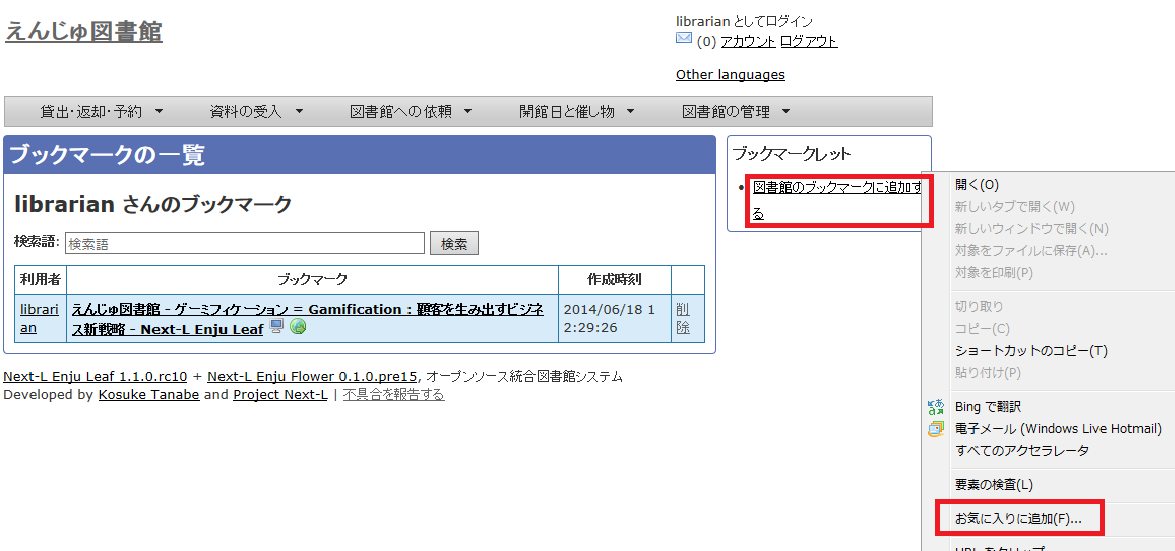 えんじゅ図書館
librarian としてログイン
(0) アカウント ログアウト
Other languages
貸出・返却・予約 資料の受入 図書館への依頼 開館日と催し物 図書館の管理
ブックマークの一覧
librarian さんのブックマーク
検索語: 検索語 検索
利用者 ブックマーク 作成時刻
librari
an
えんじゅ図書館 - ゲーミフィケーション = Gamification : 顧客を生み出すビジネ
ス新戦略 - Next-L Enju Leaf
2014/06/18 1
2:29:26
削
除
Next-L Enju Leaf 1.1.0.rc10 + Next-L Enju Flower 0.1.0.pre15, オープンソース統合図書館システム
Developed by Kosuke Tanabe and Project Next-L | 不具合を報告する
ブックマークレット
図書館のブックマークに追加す
る
開く(O)
新しいタブで開く(W)
新しいウィンドウで開く(N)
対象をファイルに保存(A)...
対象を印刷(P)
切り取り
コピー(C)
ショートカットのコピー(T)
貼り付け(P)
Bing で翻訳
電子メール (Windows Live Hotmail)
すべてのアクセラレータ
要素の検査(L)
お気に入りに追加(F)...